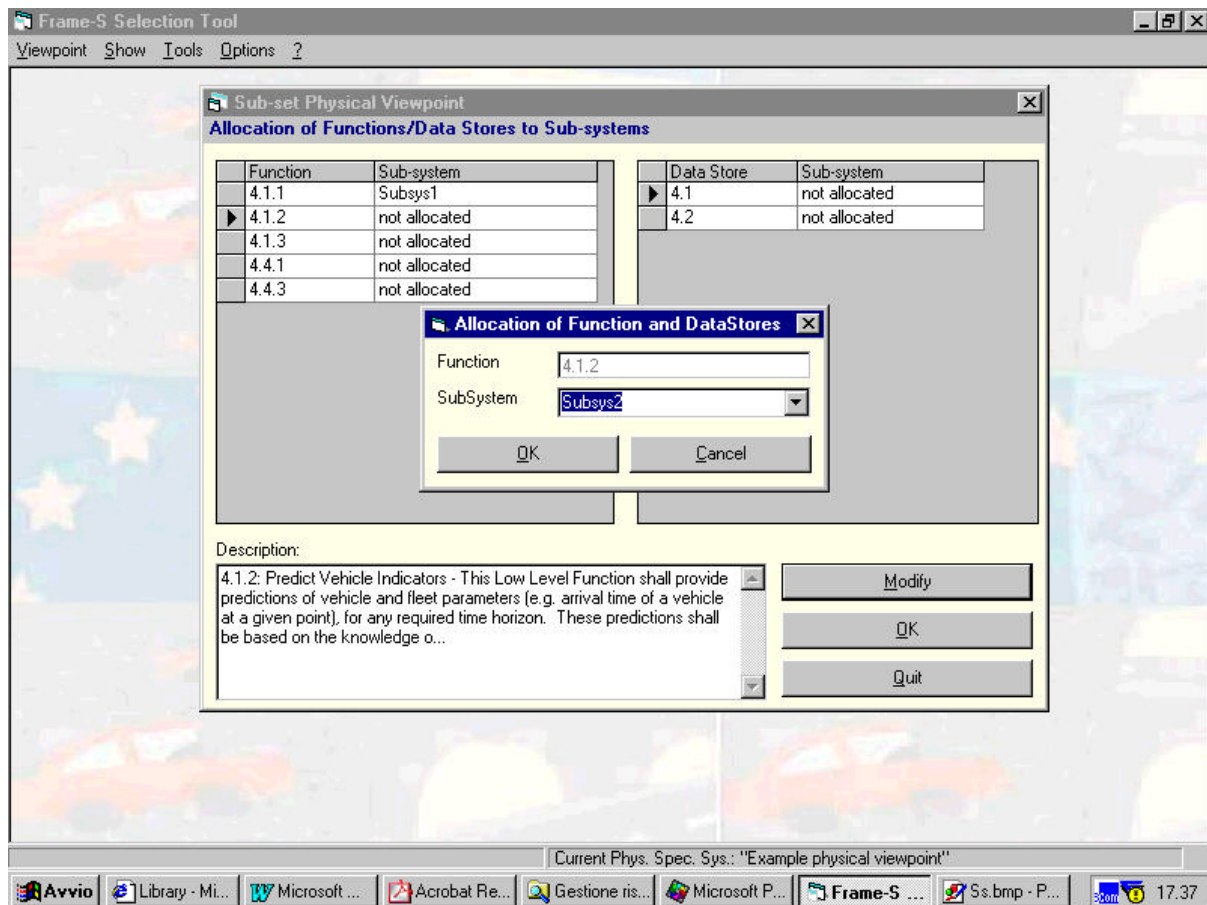 Frame-S Selection Tool
Viewpoint Show Tools Options ?
Sub-set Physical Viewpoint
Allocation of Functions/Data Stores to Sub-systems
Function Sub-system
4.1.1 Subsys1
4.1.2 not allocated
4.1.3 not allocated
4.4.1 not allocated
4.4.3 not allocated
Data Store Sub-system
4.1 not allocated
4.2 not allocated
Allocation of Function and DataStores
Function 4.1.2
SubSystem Subsys2
OK Cancel
Description:
4.1.2: Predict Vehicle Indicators - This Low Level Function shall provide
predictions of vehicle and fleet parameters (e.g. arrival time of a vehicle
at a given point), for any required time horizon. These predictions shall
be based on the knowledge o...
Modify
OK
Quit
Current Phys. Spec. Sys.: "Example physical viewpoint"
Avvio Library - Mi... Microsoft ... Acrobat Re... Gestione ris... Microsoft P... Frame-S ... Ss.bmp - P... 3Com 17.37